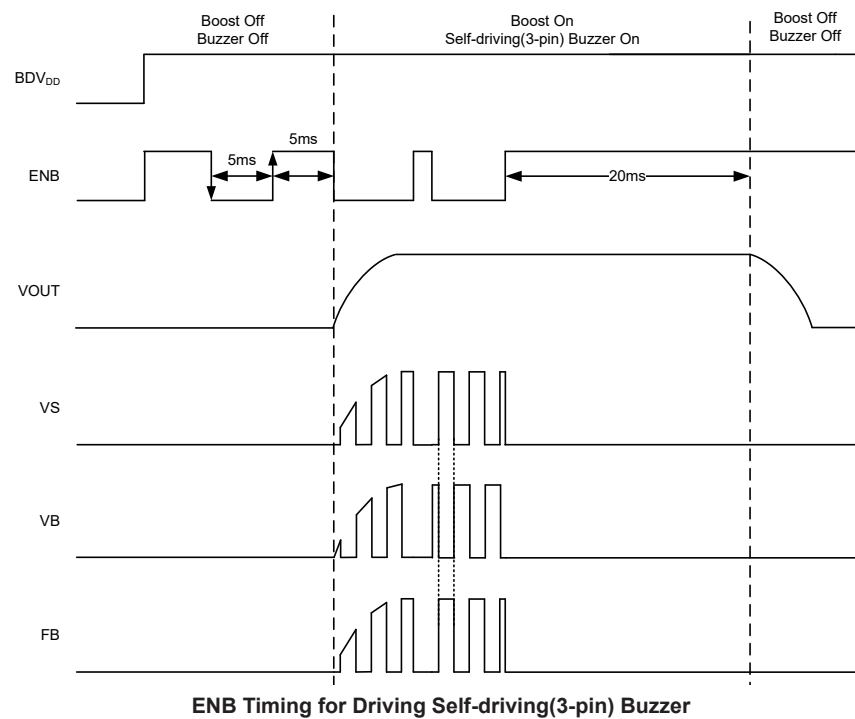 Boost Off
Buzzer Off
Boost On
Self-driving(3-pin) Buzzer On
Boost Off
Buzzer Off
BDVDD
ENB
5ms
5ms
20ms
VOUT
VS
VB
FB
ENB Timing for Driving Self-driving(3-pin) Buzzer